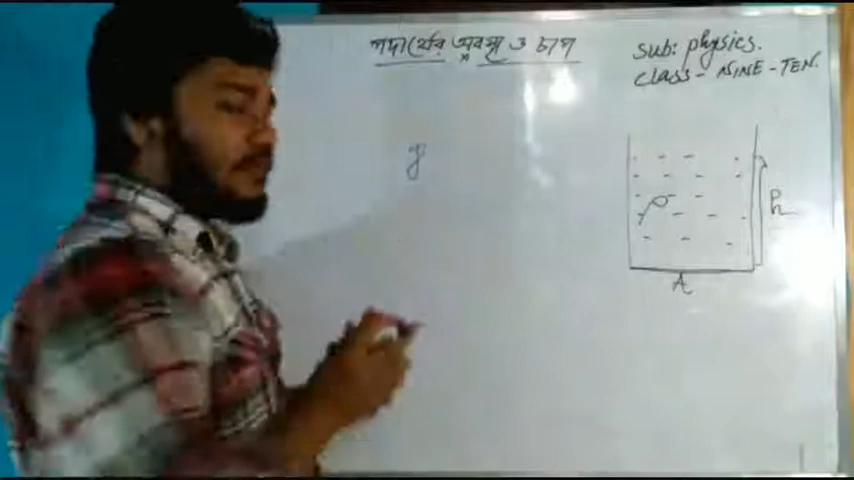 পদার্থের অবস্থা ও চাপ
sub: physics.
class - NINE - TEN.
g
ρ
h
A